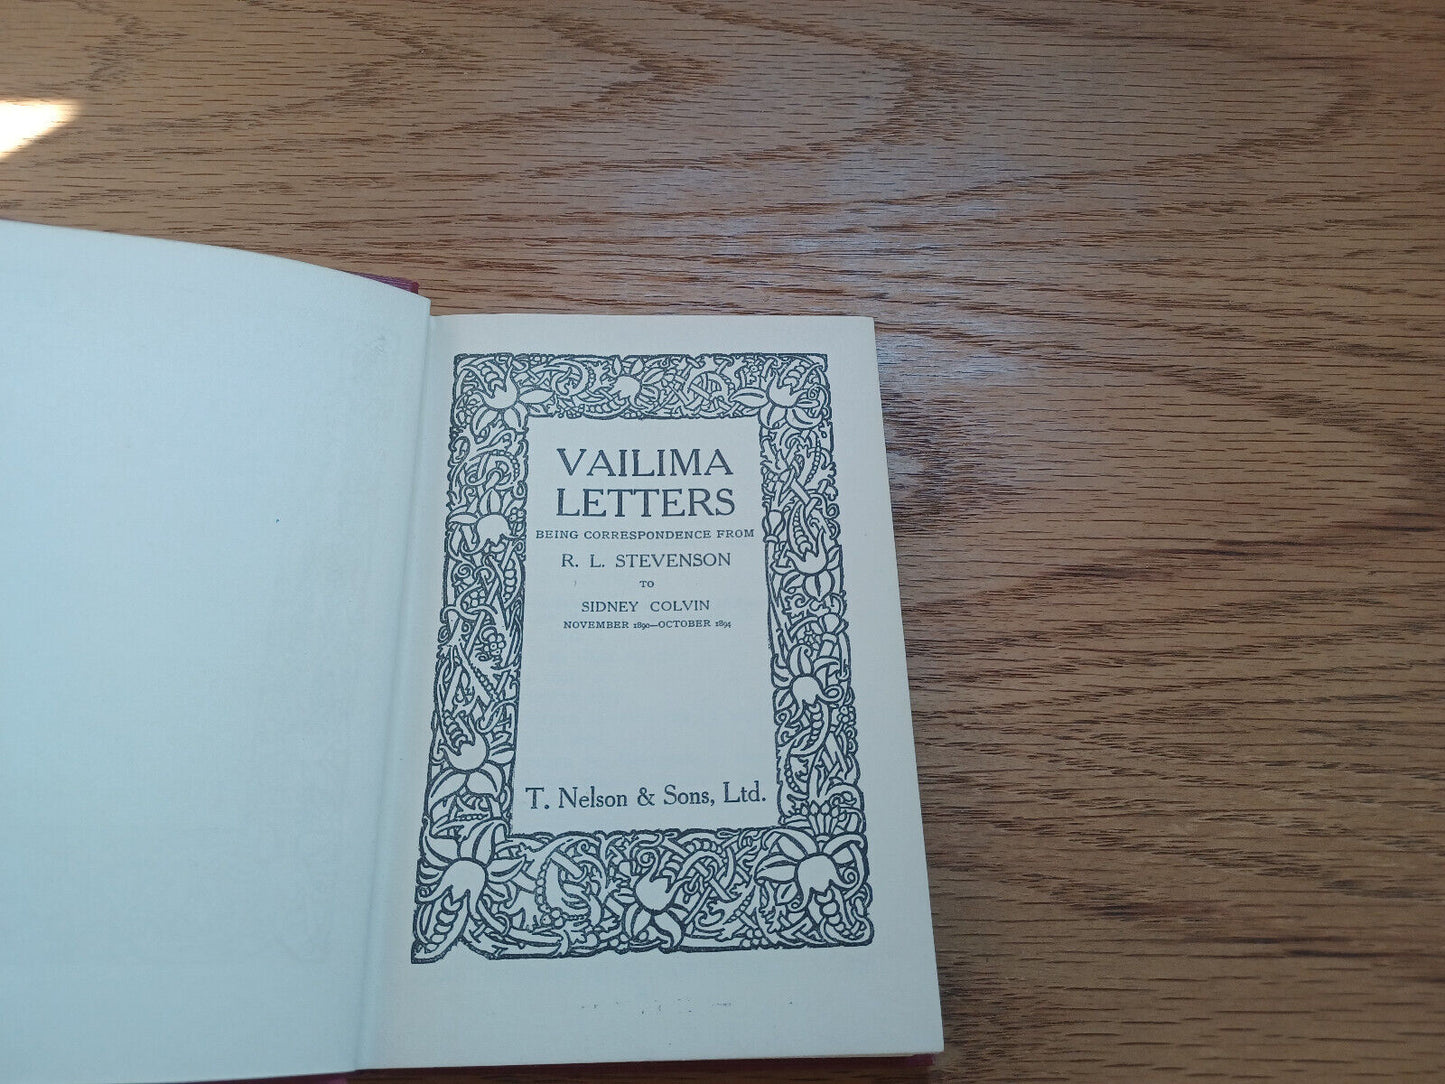 VAILIMA
LETTERS
BEING CORRESPONDENCE FROM
R. L. STEVENSON
TO
SIDNEY COLVIN
NOVEMBER 1890—OCTOBER 1894
T. Nelson & Sons, Ltd.